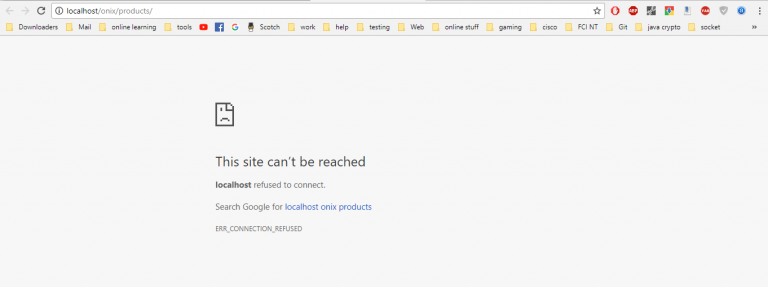 localhost/onix/products/
Downloaders Mail online learning tools G Scotch work help testing Web online stuff gaming cisco FCI NT Git java crypto socket »
This site can't be reached
localhost refused to connect.
Search Google for localhost onix products
ERR_CONNECTION_REFUSED